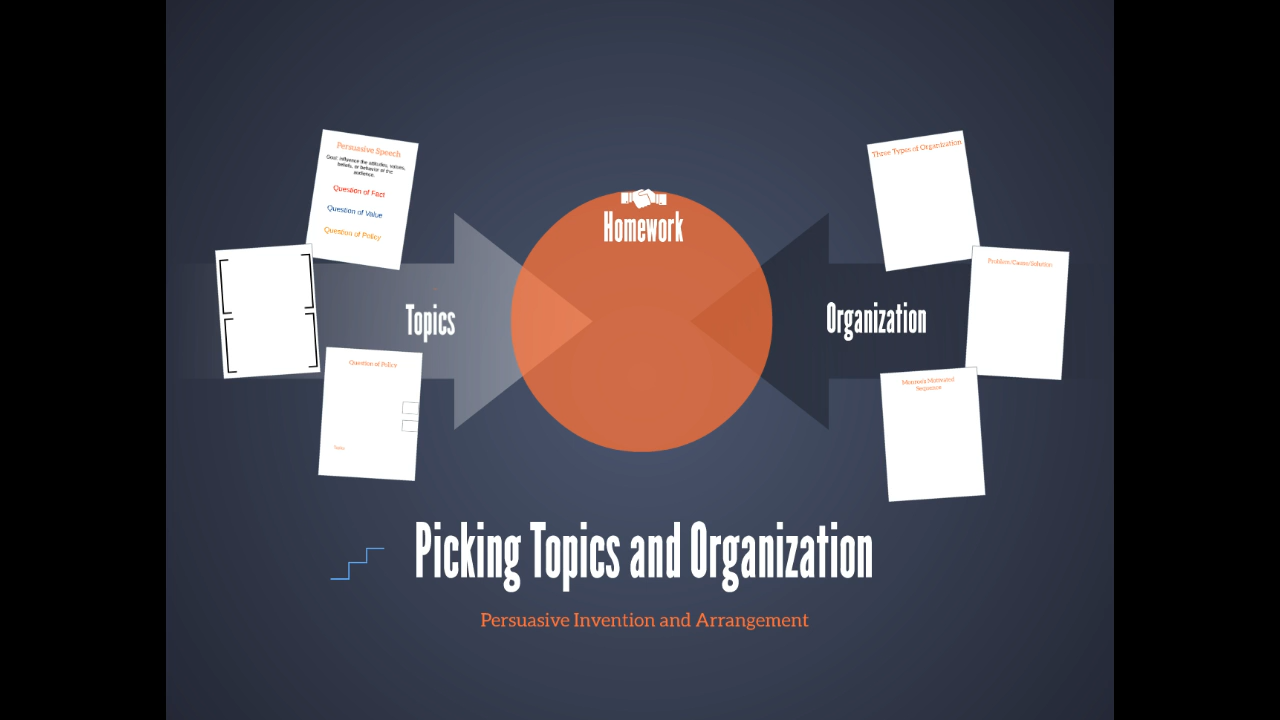 Persuasive Speech
Goal: influence the attitudes, values,
beliefs, or behavior of the
audience.
Question of Fact
Question of Value
Question of Policy
Topics
Question of Policy
Topics
Homework
Organization
Three Types of Organization
Problem/Cause/Solution
Monroe's Motivated
Sequence
Picking Topics and Organization
Persuasive Invention and Arrangement